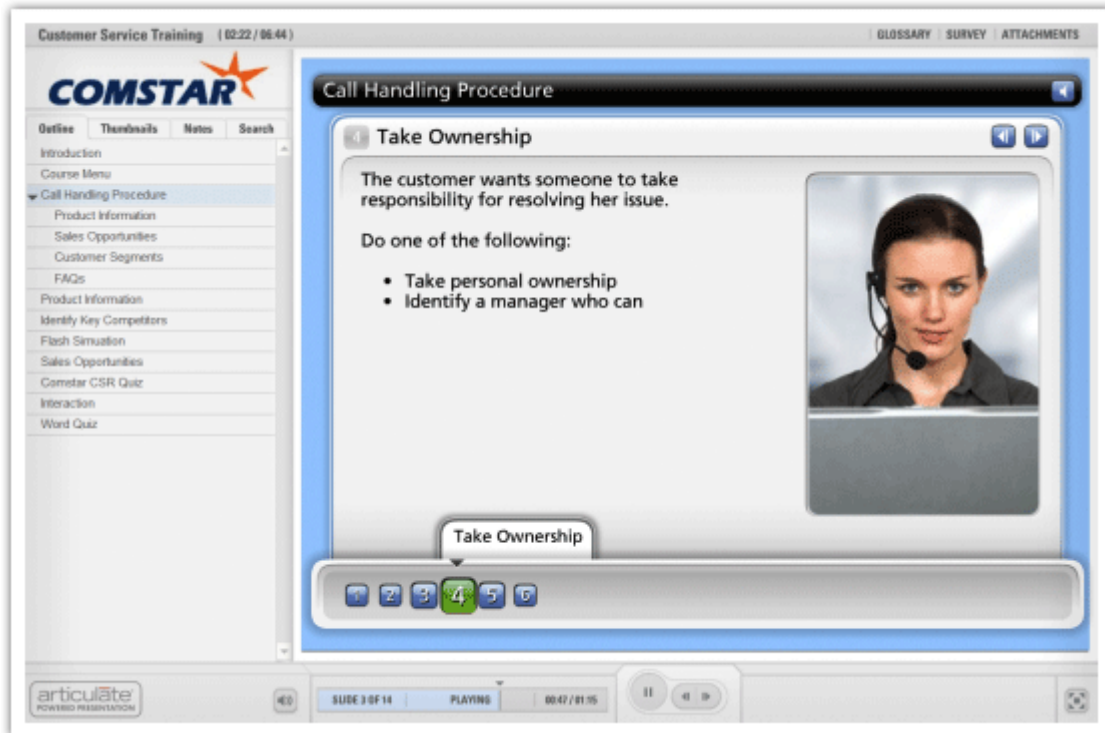 Customer Service Training ( 02:22 / 06:44 )
GLOSSARY SURVEY ATTACHMENTS
COMSTAR
Outline Thumbnails Notes Search
Introduction
Course Menu
Call Handling Procedure
Product Information
Sales Opportunities
Customer Segments
FAQs
Product Information
Identify Key Competitors
Flash Simuation
Sales Opportunities
Comstar CSR Quiz
Interaction
Word Quiz
Call Handling Procedure
4 Take Ownership
The customer wants someone to take
responsibility for resolving her issue.
Do one of the following:
• Take personal ownership
• Identify a manager who can
Take Ownership
1 2 3 4 5 6
articulate
POWERED PRESENTATION
SLIDE 3 OF 14 PLAYING 00:47 / 01:15